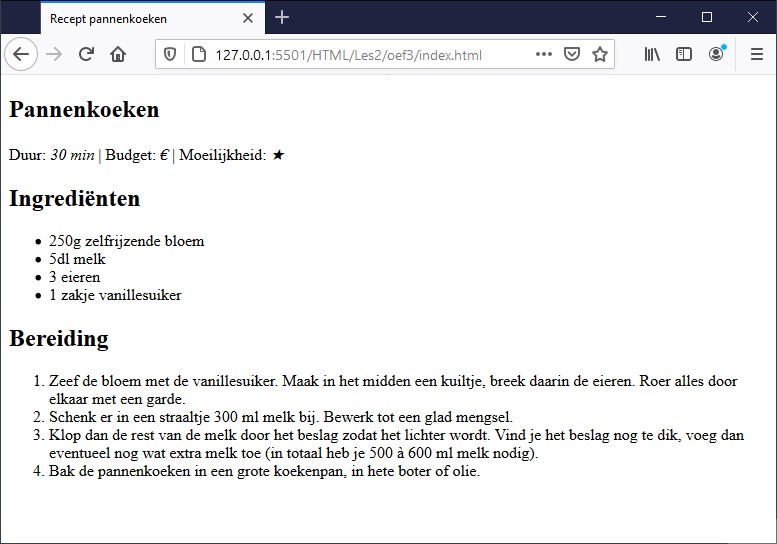 Recept pannenkoeken
127.0.0.1:5501/HTML/Les2/oef3/index.html
Pannenkoeken
Duur: 30 min | Budget: € | Moeilijkheid: ★
Ingrediënten
• 250g zelfrijzende bloem
• 5dl melk
• 3 eieren
• 1 zakje vanillesuiker
Bereiding
1. Zeef de bloem met de vanillesuiker. Maak in het midden een kuiltje, breek daarin de eieren. Roer alles door
elkaar met een garde.
2. Schenk er in een straaltje 300 ml melk bij. Bewerk tot een glad mengsel.
3. Klop dan de rest van de melk door het beslag zodat het lichter wordt. Vind je het beslag nog te dik, voeg dan
eventueel nog wat extra melk toe (in totaal heb je 500 à 600 ml melk nodig).
4. Bak de pannenkoeken in een grote koekenpan, in hete boter of olie.